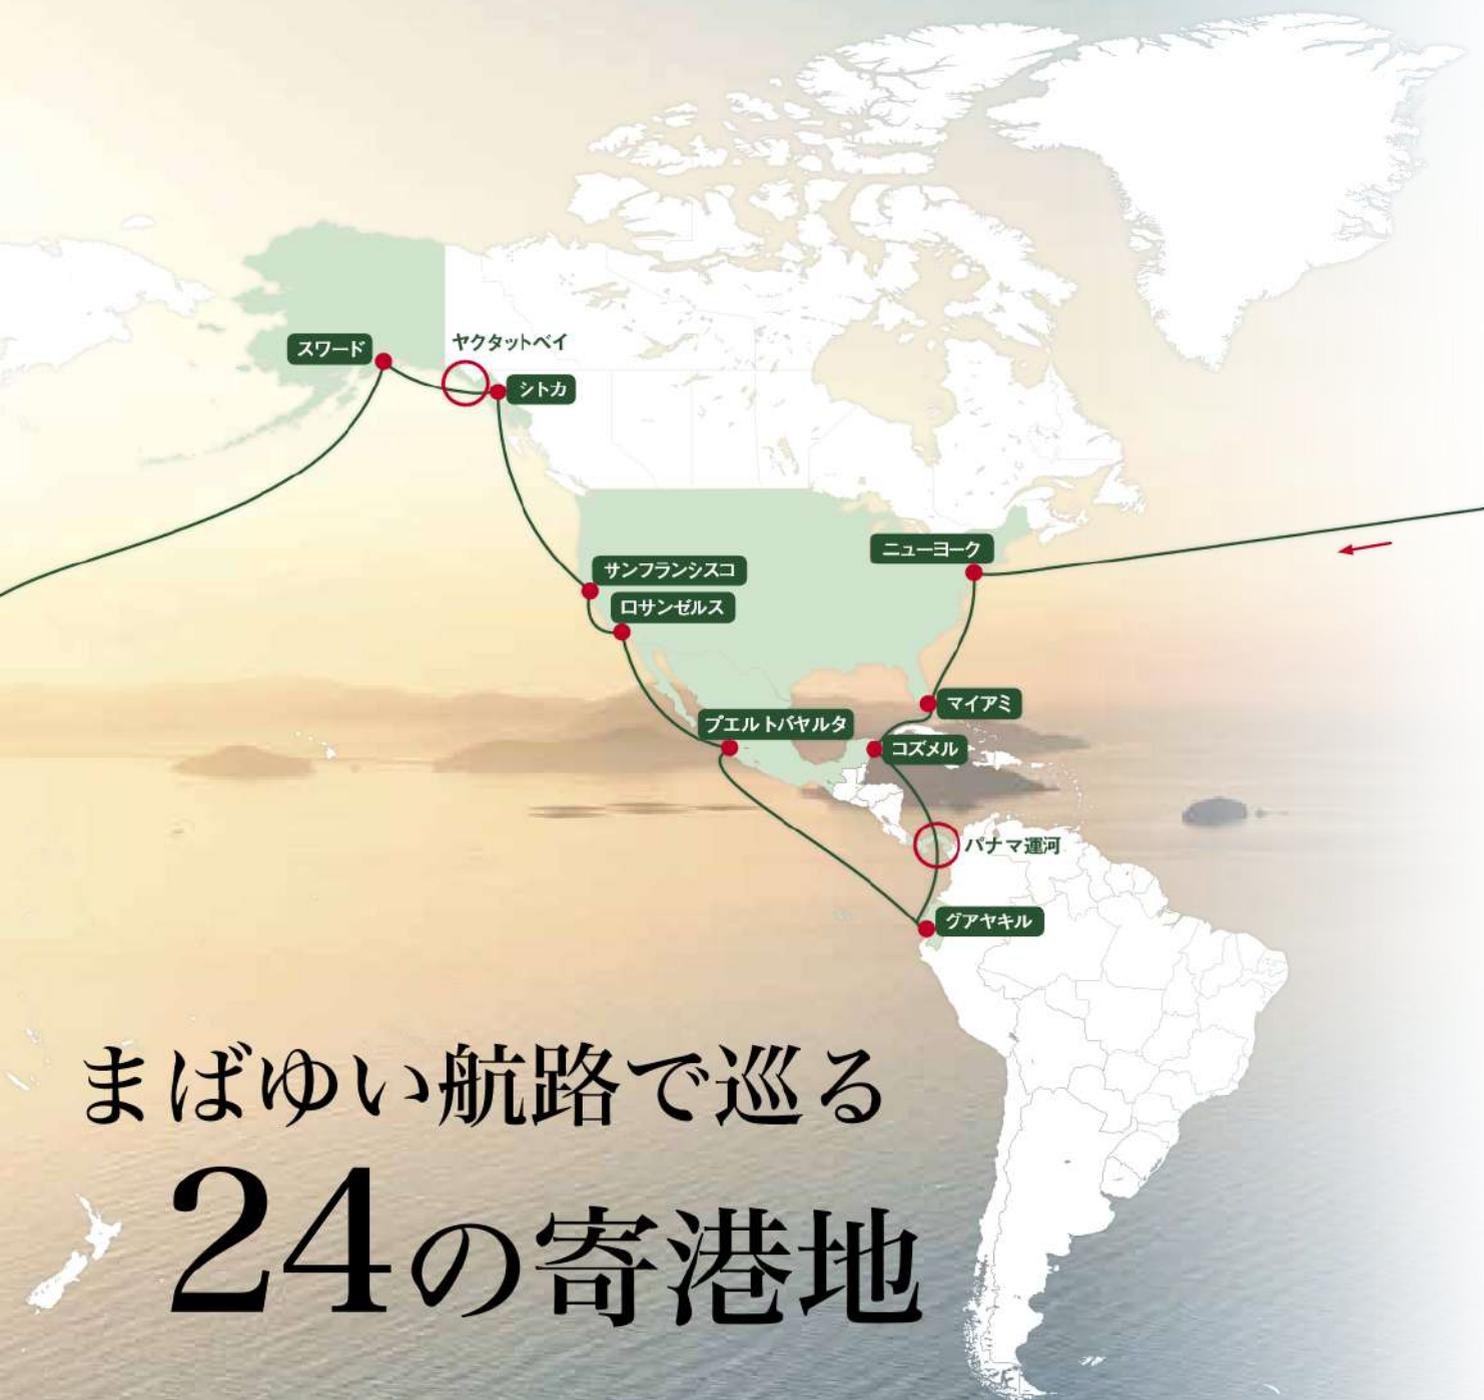 スワード
ヤクタットベイ
シトカ
ニューヨーク
サンフランシスコ
ロサンゼルス
マイアミ
プエルトバヤルタ
コズメル
パナマ運河
グアヤキル
まばゆい航路で巡る
24の寄港地